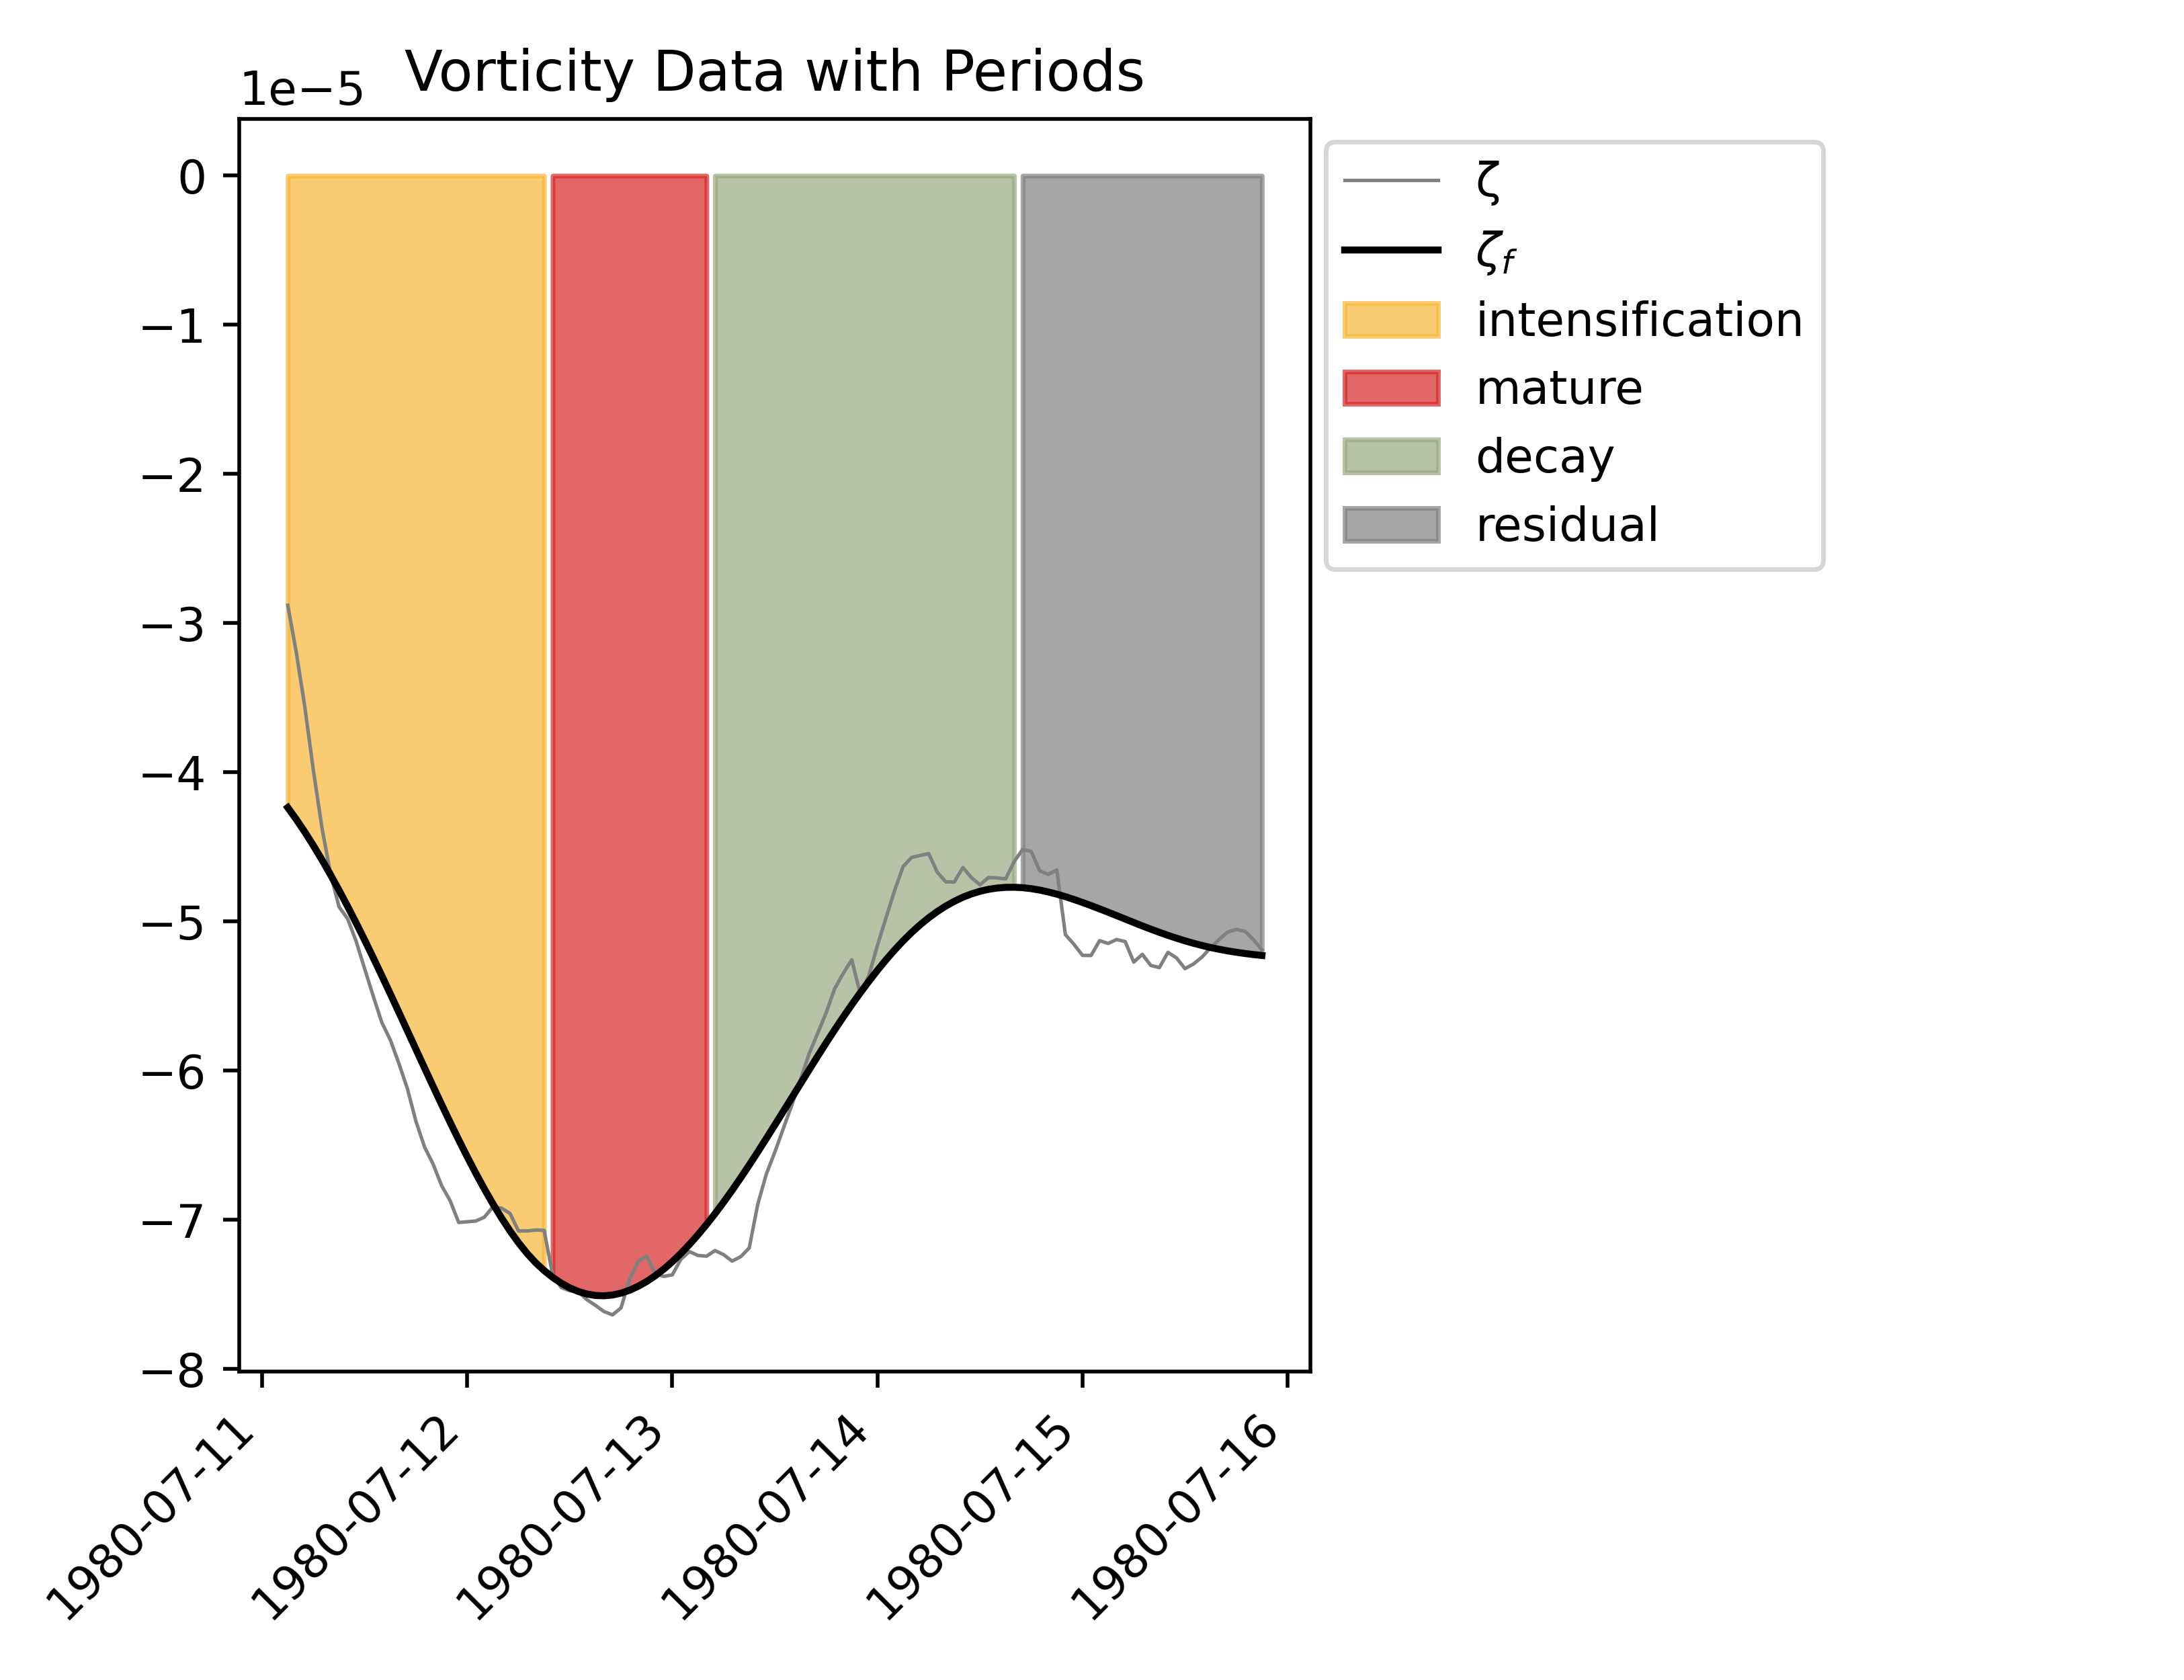 Vorticity Data with Periods
1e−5
0
−1
−2
−3
−4
−5
−6
−7
−8
1980-07-11
1980-07-12
1980-07-13
1980-07-14
1980-07-15
1980-07-16
ζ
ζf
intensification
mature
decay
residual